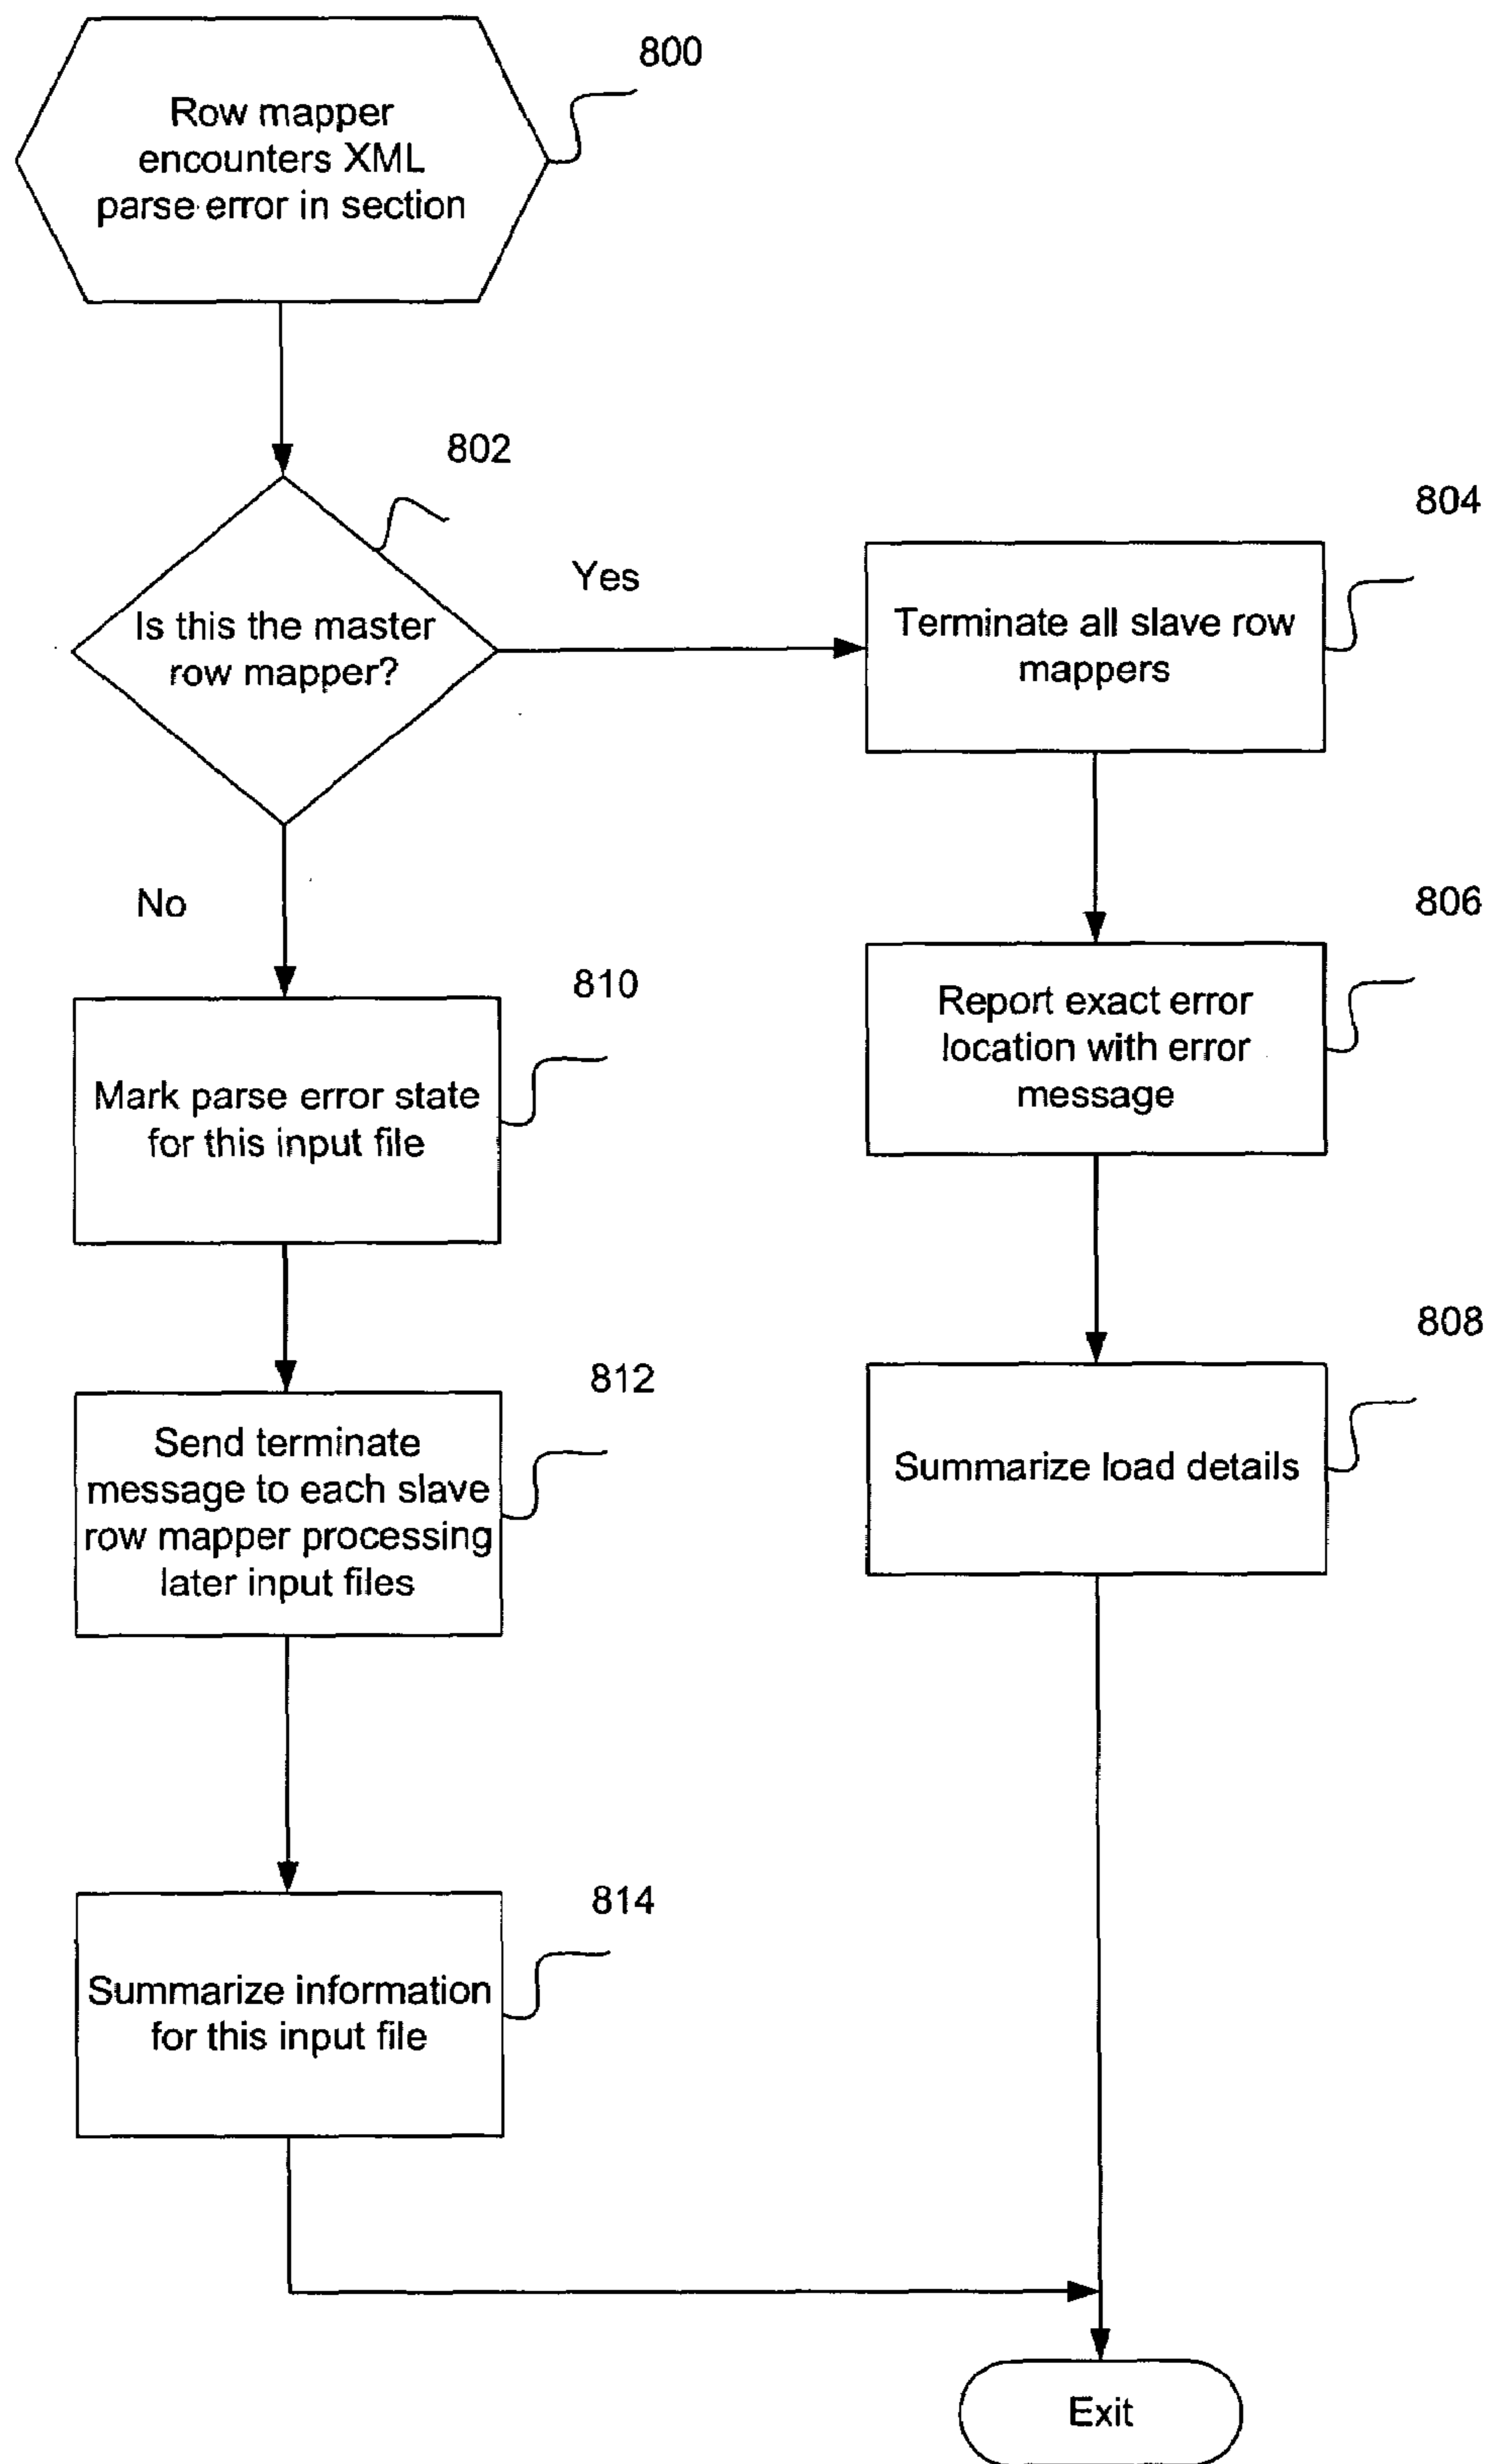 800
Row mapper
encounters XML
parse error in section
802
Is this the master
row mapper?
Yes
804
Terminate all slave row
mappers
No
806
Report exact error
location with error
message
810
Mark parse error state
for this input file
808
Summarize load details
812
Send terminate
message to each slave
row mapper processing
later input files
814
Summarize information
for this input file
Exit